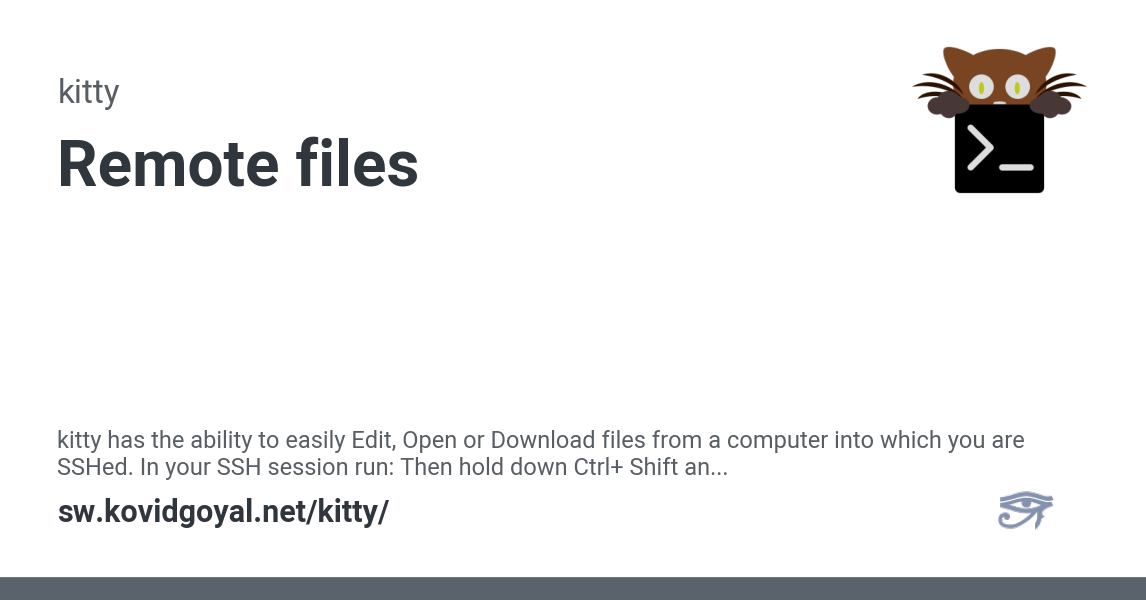 kitty
Remote files
>_
kitty has the ability to easily Edit, Open or Download files from a computer into which you are
SSHed. In your SSH session run: Then hold down Ctrl+ Shift an...
sw.kovidgoyal.net/kitty/